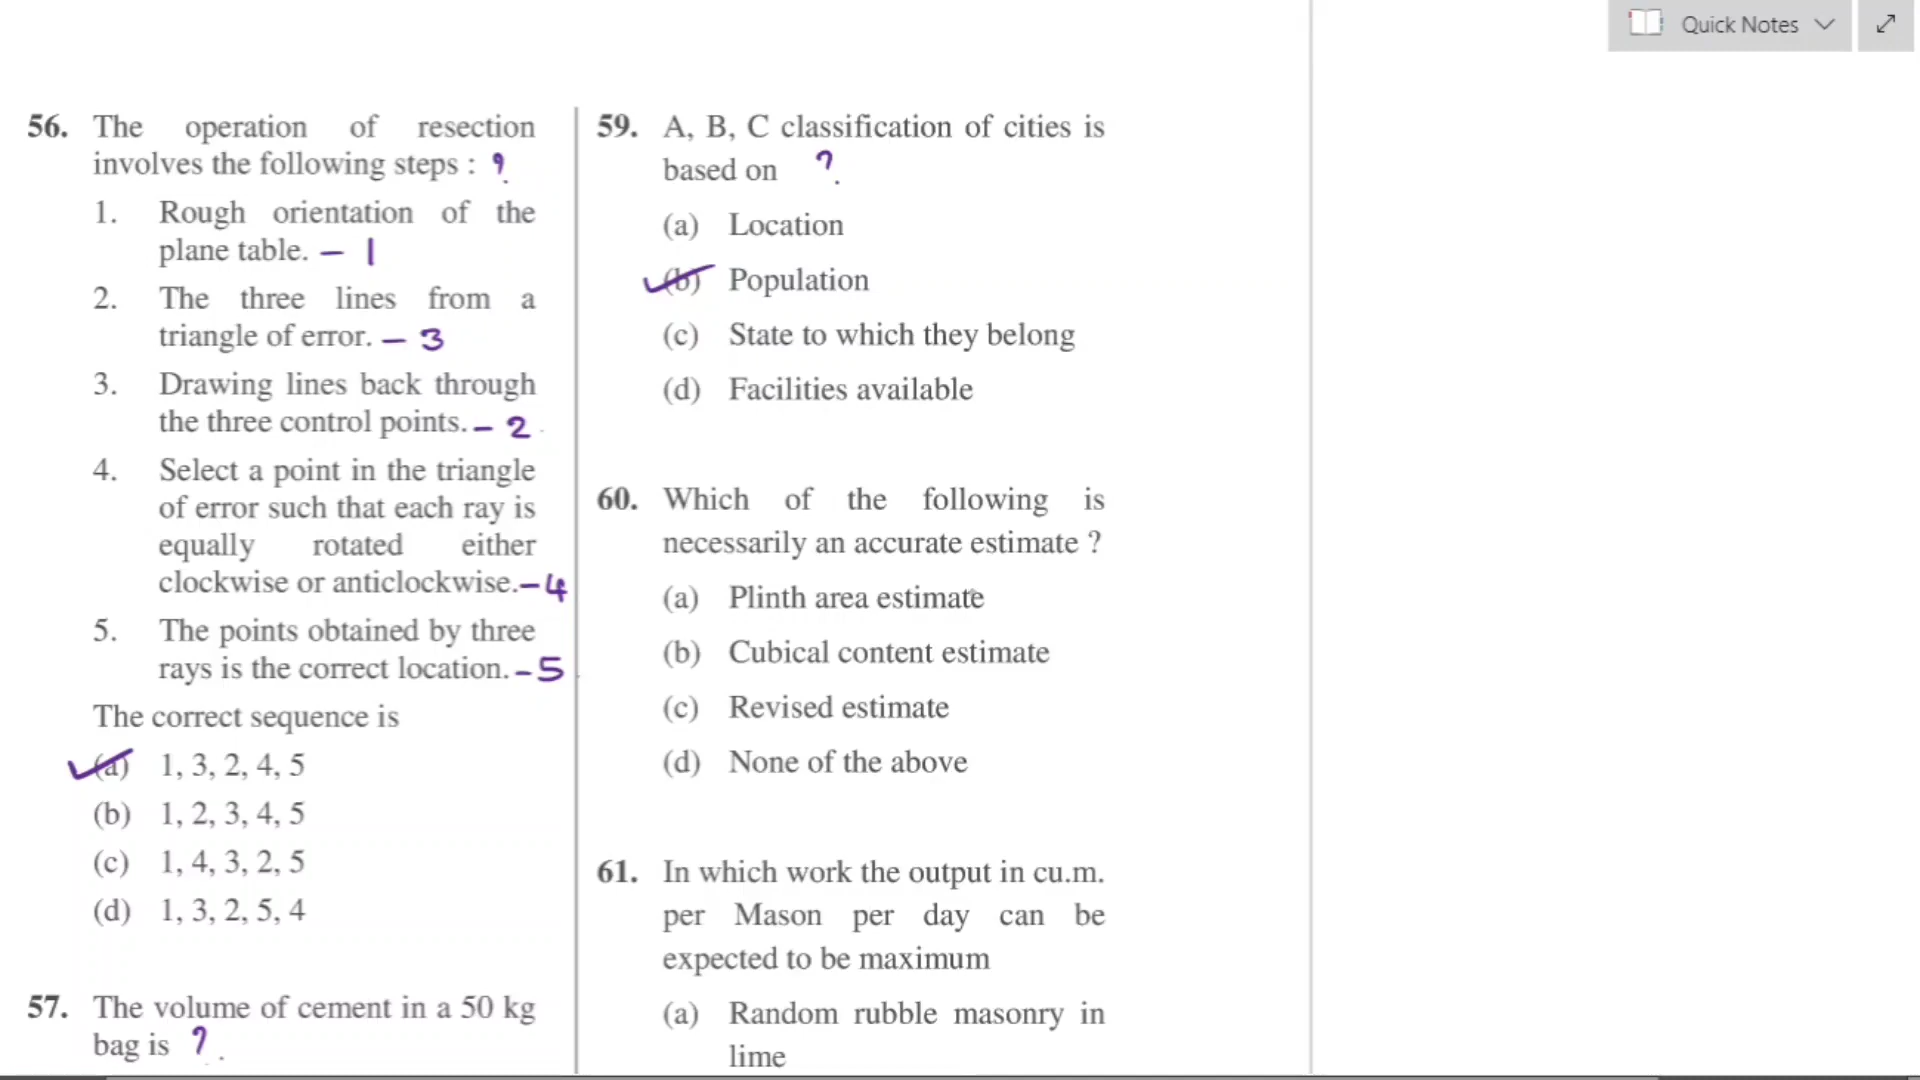 Quick Notes
56. The operation of resection
involves the following steps : ?
1. Rough orientation of the
plane table. – 1
2. The three lines from a
triangle of error. – 3
3. Drawing lines back through
the three control points. – 2
4. Select a point in the triangle
of error such that each ray is
equally rotated either
clockwise or anticlockwise. – 4
5. The points obtained by three
rays is the correct location. – 5
The correct sequence is
(a) 1, 3, 2, 4, 5
(b) 1, 2, 3, 4, 5
(c) 1, 4, 3, 2, 5
(d) 1, 3, 2, 5, 4
57. The volume of cement in a 50 kg
bag is ?
59. A, B, C classification of cities is
based on ?
(a) Location
(b) Population
(c) State to which they belong
(d) Facilities available
60. Which of the following is
necessarily an accurate estimate ?
(a) Plinth area estimate
(b) Cubical content estimate
(c) Revised estimate
(d) None of the above
61. In which work the output in cu.m.
per Mason per day can be
expected to be maximum
(a) Random rubble masonry in
lime